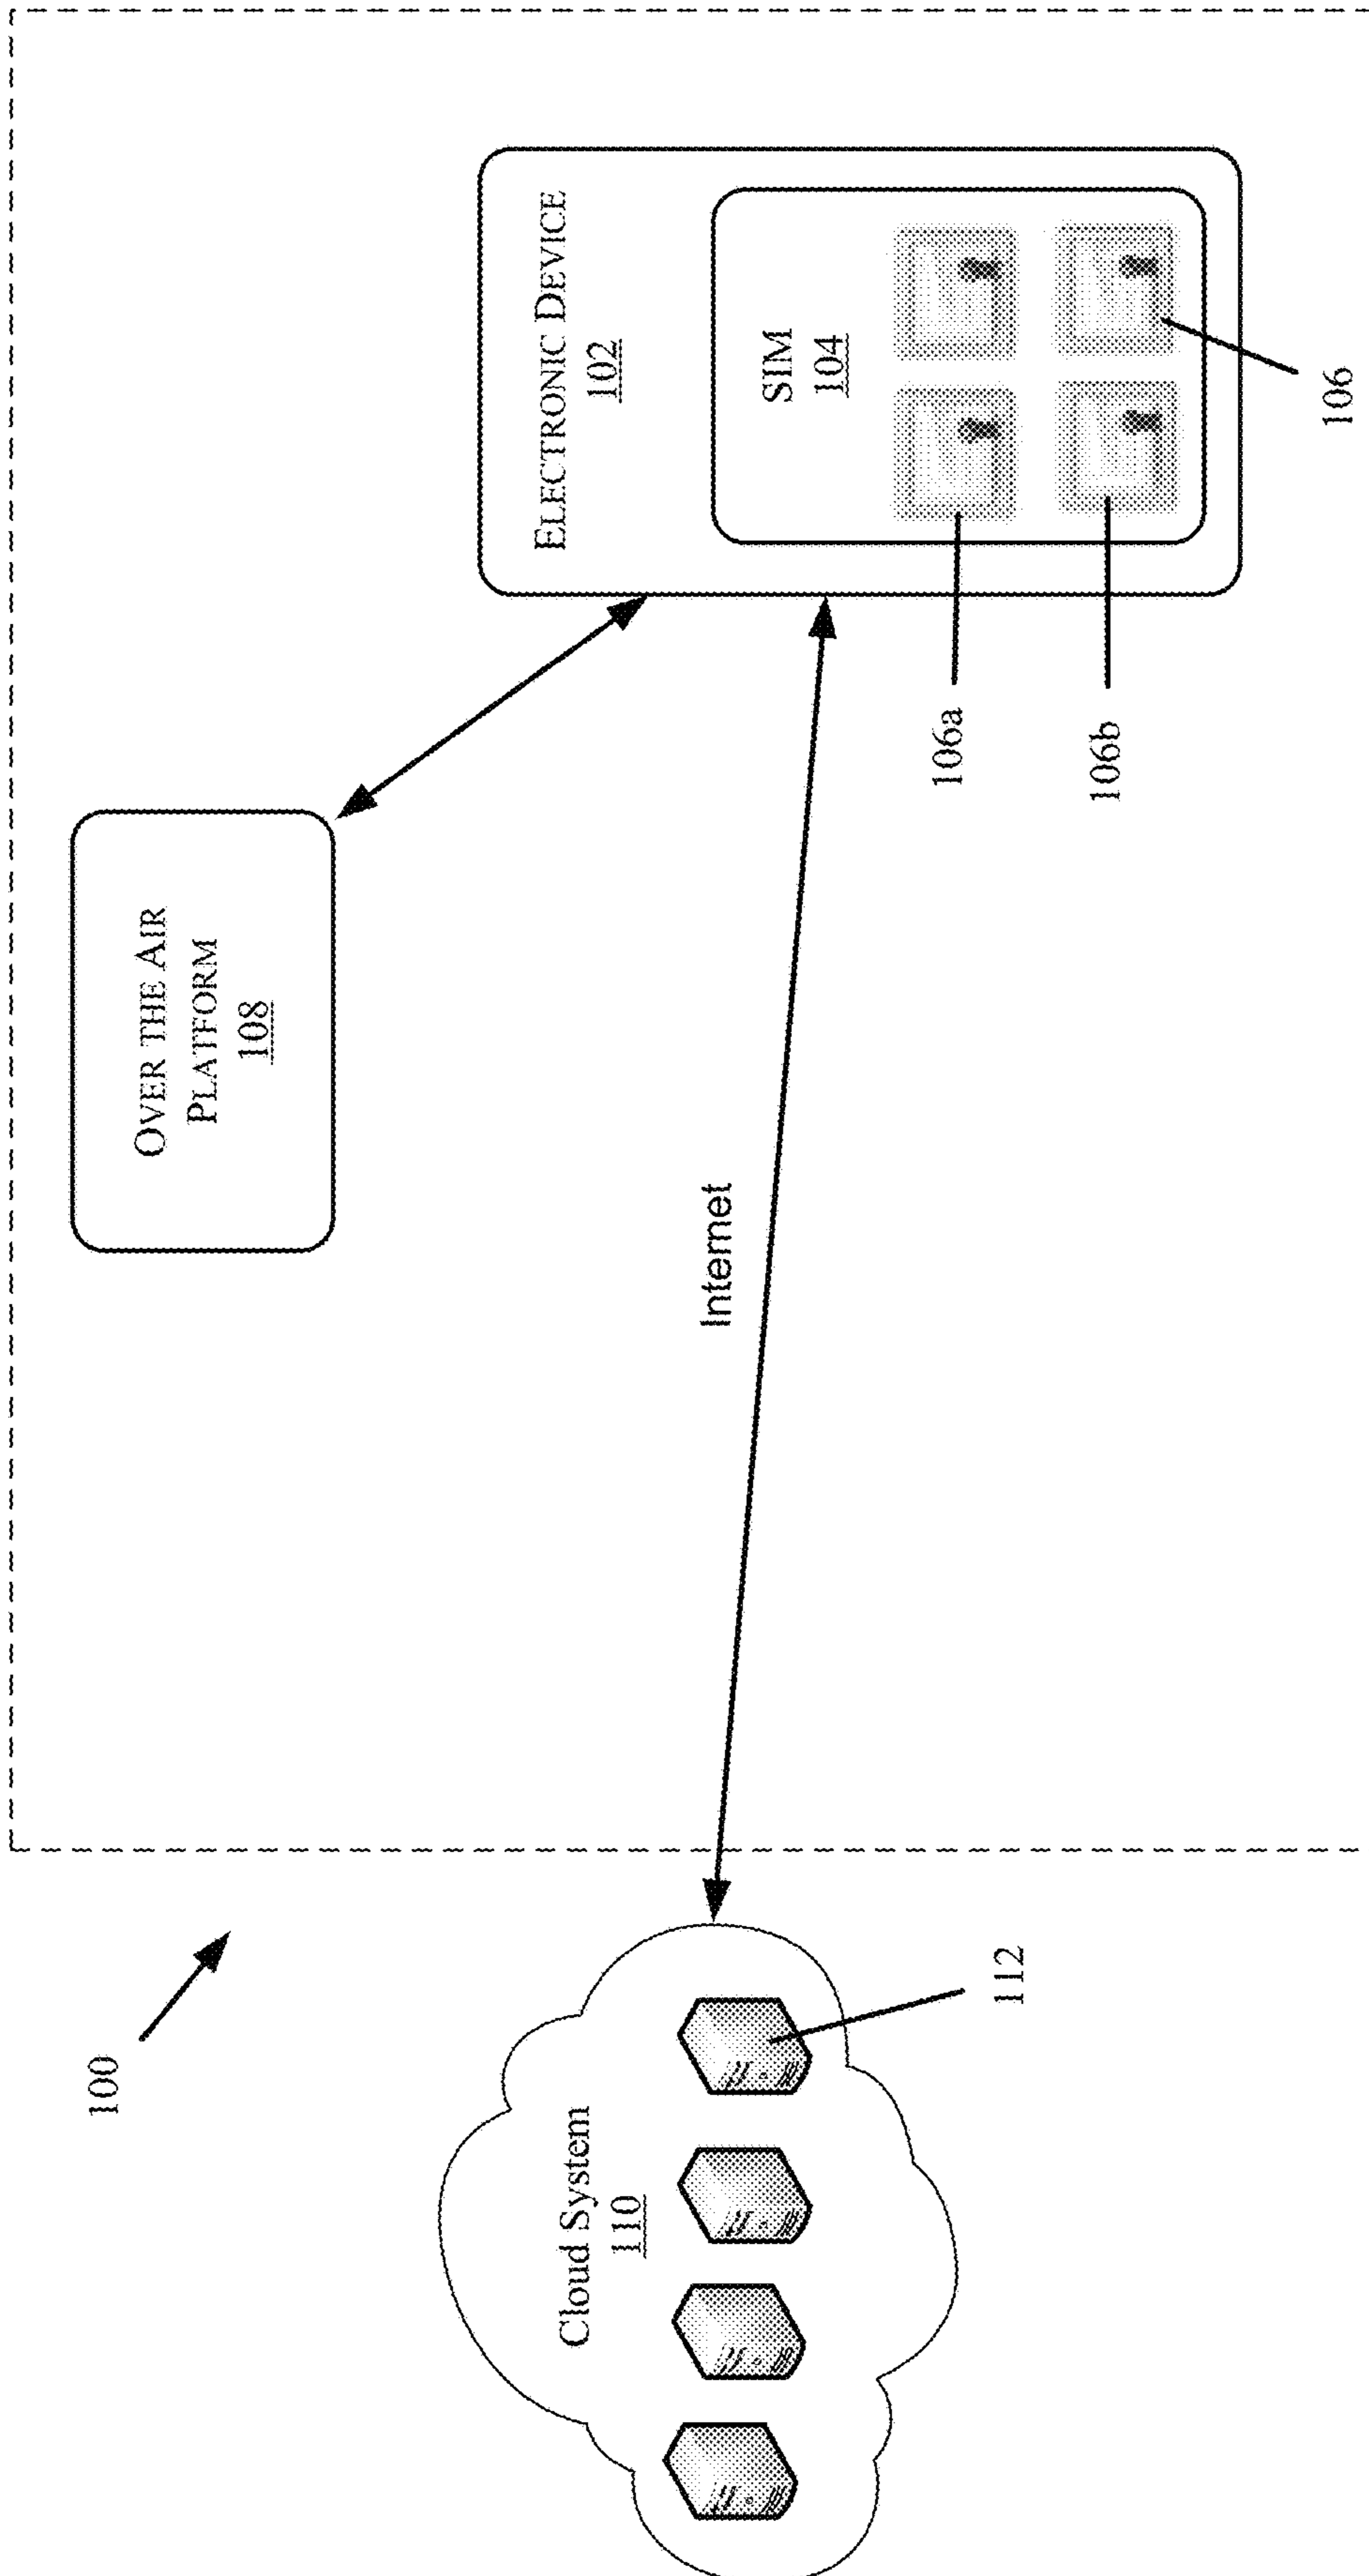 100
Cloud System
110
112
Internet
OVER THE AIR
PLATFORM
108
ELECTRONIC DEVICE
102
SIM
104
106a
106b
106